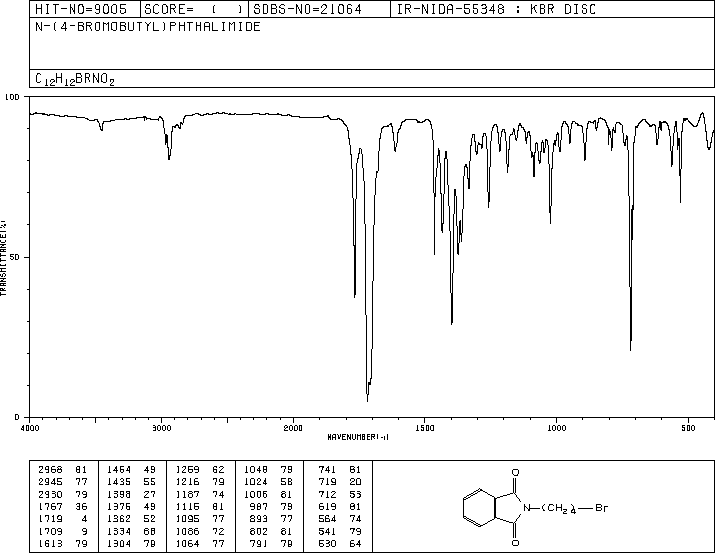 HIT-NO=9005 SCORE= ( ) SDBS-NO=21064 IR-NIDA-55348 : KBR DISC
N-(4-BROMOBUTYL)PHTHALIMIDE
C12H12BRNO2
100
50
0
TRANSMITTANCE(%)
4000 3000 2000 1500 1000 500
WAVENUMBER(-1)
2968 81 1464 49 1259 62 1048 79 741 81
2945 77 1435 55 1216 79 1024 58 719 20
2930 79 1398 27 1187 74 1006 81 712 53
1767 36 1375 49 1115 81 987 79 619 81
1719 4 1362 52 1095 77 893 77 564 74
1709 9 1334 68 1086 72 802 81 541 79
1613 79 1304 79 1064 77 791 79 530 64
O
N-(CH2)4-Br
O